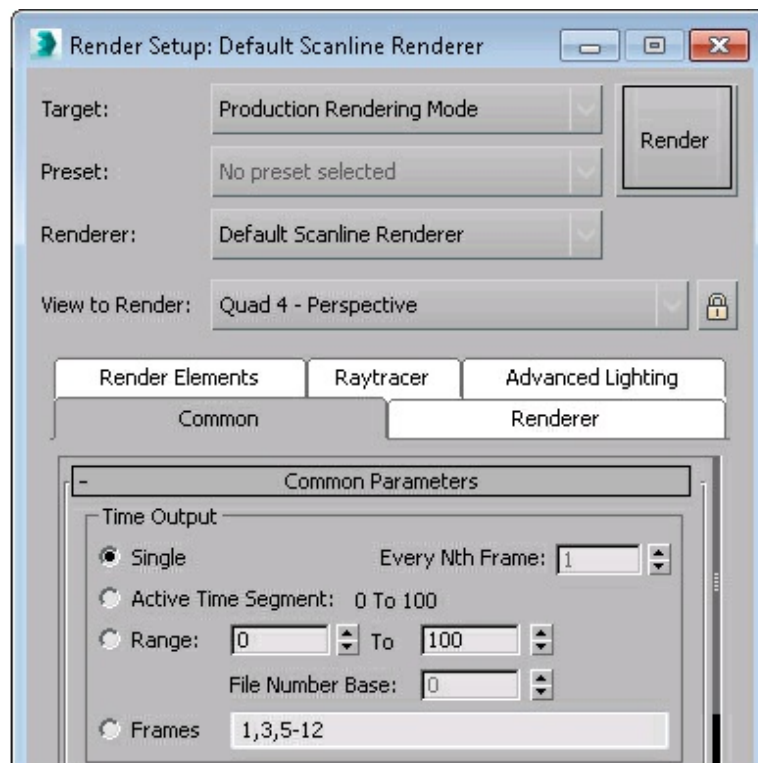 Render Setup: Default Scanline Renderer
Target: Production Rendering Mode
Render
Preset: No preset selected
Renderer: Default Scanline Renderer
View to Render: Quad 4 - Perspective
Render Elements Raytracer Advanced Lighting
Common Renderer
- Common Parameters
Time Output
Single Every Nth Frame: 1
Active Time Segment: 0 To 100
Range: 0 To 100
File Number Base: 0
Frames 1,3,5-12